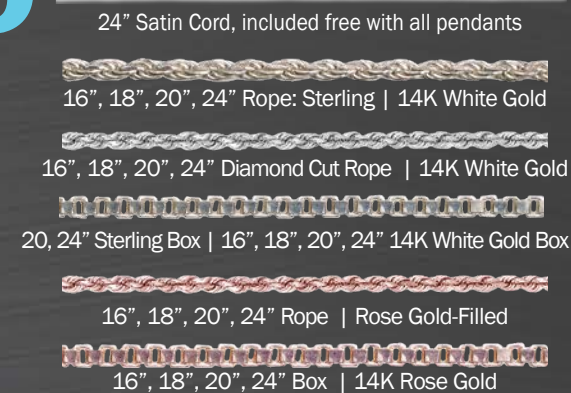 24” Satin Cord, included free with all pendants
16”, 18”, 20”, 24” Rope: Sterling | 14K White Gold
16”, 18”, 20”, 24” Diamond Cut Rope | 14K White Gold
20, 24” Sterling Box | 16”, 18”, 20”, 24” 14K White Gold Box
16”, 18”, 20”, 24” Rope | Rose Gold-Filled
16”, 18”, 20”, 24” Box | 14K Rose Gold